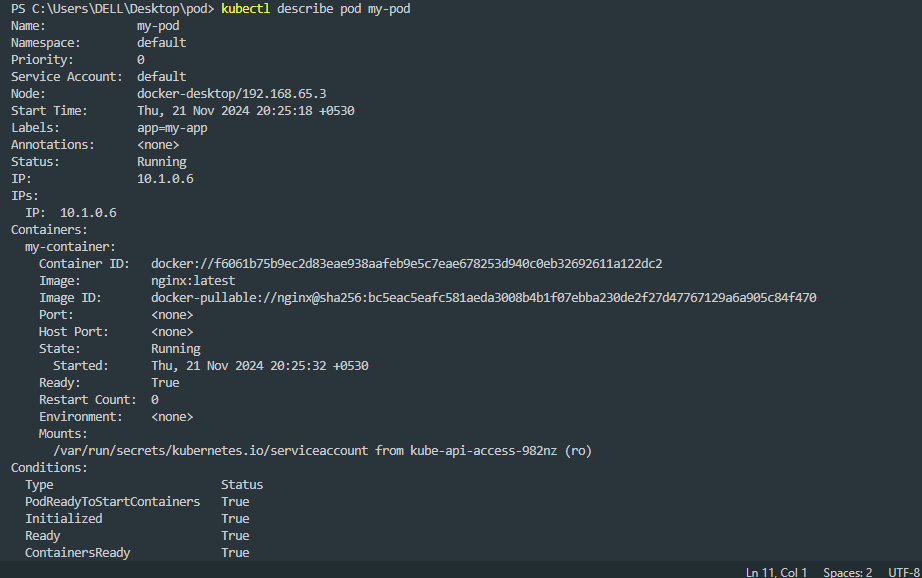 PS C:\Users\DELL\Desktop\pod> kubectl describe pod my-pod
Name:             my-pod
Namespace:        default
Priority:         0
Service Account:  default
Node:             docker-desktop/192.168.65.3
Start Time:       Thu, 21 Nov 2024 20:25:18 +0530
Labels:           app=my-app
Annotations:      <none>
Status:           Running
IP:               10.1.0.6
IPs:
  IP:  10.1.0.6
Containers:
  my-container:
    Container ID:   docker://f6061b75b9ec2d83eae938aafeb9e5c7eae678253d940c0eb32692611a122dc2
    Image:          nginx:latest
    Image ID:       docker-pullable://nginx@sha256:bc5eac5eafc581aeda3008b4b1f07ebba230de2f27d47767129a6a905c84f470
    Port:           <none>
    Host Port:      <none>
    State:          Running
      Started:      Thu, 21 Nov 2024 20:25:32 +0530
    Ready:          True
    Restart Count:  0
    Environment:    <none>
    Mounts:
      /var/run/secrets/kubernetes.io/serviceaccount from kube-api-access-982nz (ro)
Conditions:
  Type                        Status
  PodReadyToStartContainers   True
  Initialized                 True
  Ready                       True
  ContainersReady             True
Ln 11, Col 1    Spaces: 2    UTF-8